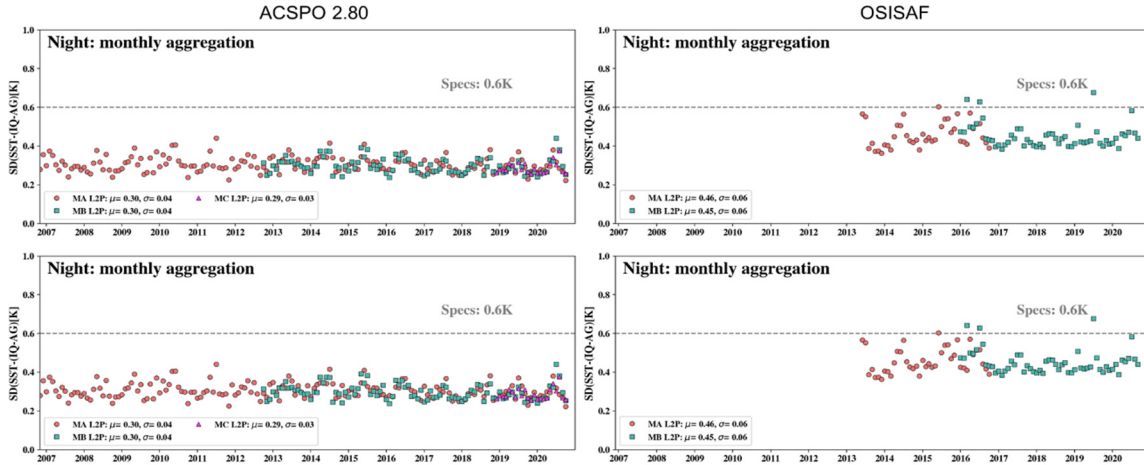 ACSPO 2.80
OSISAF
Night: monthly aggregation
Specs: 0.6K
SD(SST-(IQ-AG)[K]
1.0
0.8
0.6
0.4
0.2
0.0
MA L2P: μ= 0.30, σ= 0.04
MB L2P: μ= 0.30, σ= 0.04
MC L2P: μ= 0.29, σ= 0.03
2007 2008 2009 2010 2011 2012 2013 2014 2015 2016 2017 2018 2019 2020
Night: monthly aggregation
Specs: 0.6K
SD(SST-(IQ-AG)[K]
1.0
0.8
0.6
0.4
0.2
0.0
MA L2P: μ= 0.46, σ= 0.06
MB L2P: μ= 0.45, σ= 0.06
2007 2008 2009 2010 2011 2012 2013 2014 2015 2016 2017 2018 2019 2020
Night: monthly aggregation
Specs: 0.6K
SD(SST-(IQ-AG)[K]
1.0
0.8
0.6
0.4
0.2
0.0
MA L2P: μ= 0.30, σ= 0.04
MB L2P: μ= 0.30, σ= 0.04
MC L2P: μ= 0.29, σ= 0.03
2007 2008 2009 2010 2011 2012 2013 2014 2015 2016 2017 2018 2019 2020
Night: monthly aggregation
Specs: 0.6K
SD(SST-(IQ-AG)[K]
1.0
0.8
0.6
0.4
0.2
0.0
MA L2P: μ= 0.46, σ= 0.06
MB L2P: μ= 0.45, σ= 0.06
2007 2008 2009 2010 2011 2012 2013 2014 2015 2016 2017 2018 2019 2020